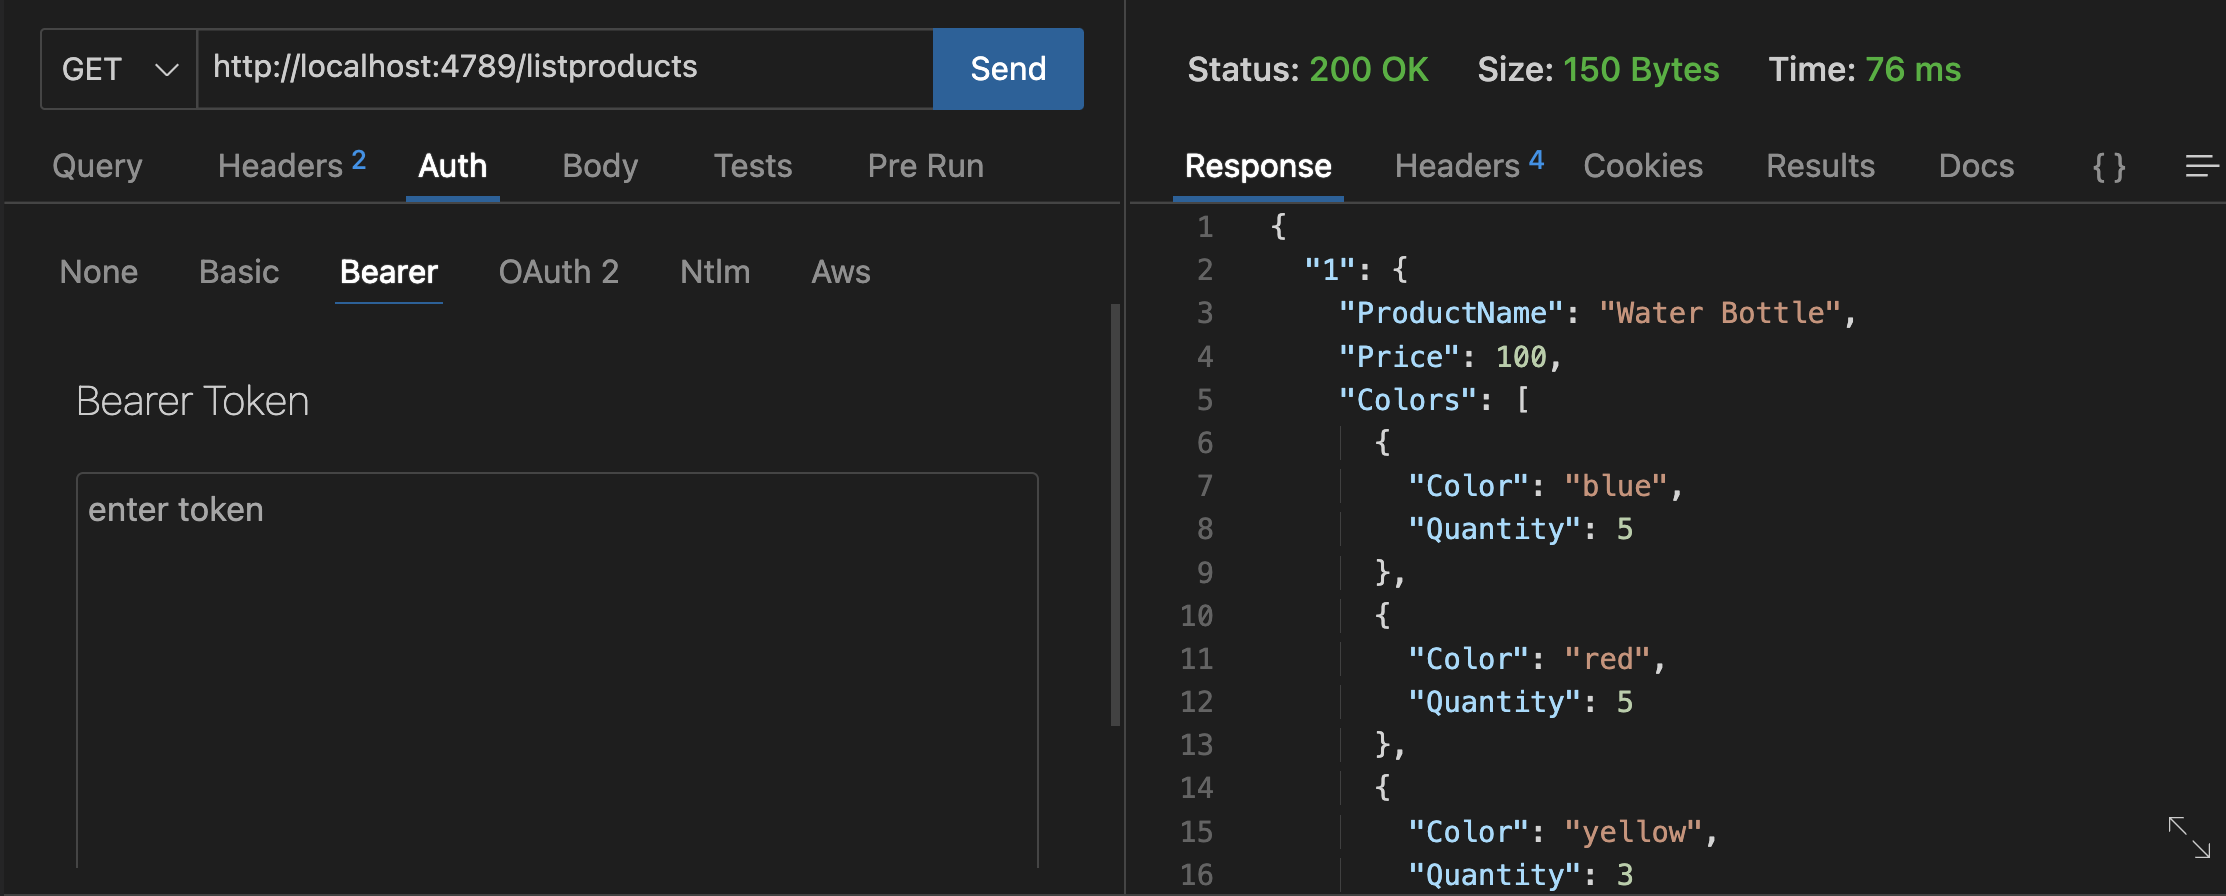 GET http://localhost:4789/listproducts Send
Query Headers 2 Auth Body Tests Pre Run
None Basic Bearer OAuth 2 Ntlm Aws
Bearer Token
enter token
Status: 200 OK Size: 150 Bytes Time: 76 ms
Response Headers 4 Cookies Results Docs { }
1 {
2 "1": {
3 "ProductName": "Water Bottle",
4 "Price": 100,
5 "Colors": [
6 {
7 "Color": "blue",
8 "Quantity": 5
9 },
10 {
11 "Color": "red",
12 "Quantity": 5
13 },
14 {
15 "Color": "yellow",
16 "Quantity": 3